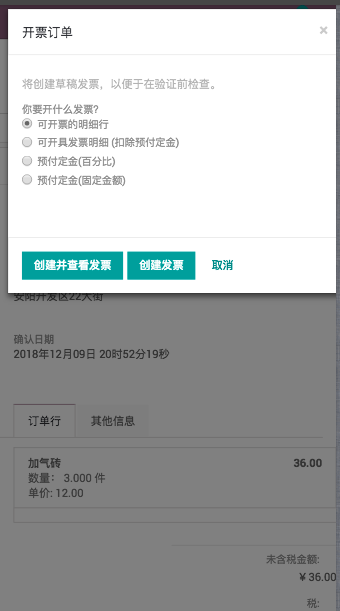 开票订单
×
将创建草稿发票，以便于在验证前检查。
你要开什么发票?
可开票的明细行
可开具发票明细 (扣除预付定金)
预付定金(百分比)
预付定金(固定金额)
创建并查看发票 创建发票 取消
安阳开发区22大街
确认日期
2018年12月09日 20时52分19秒
订单行 其他信息
加气砖 36.00
数量： 3.000 件
单价: 12.00
未含税金额:
¥ 36.00
税: